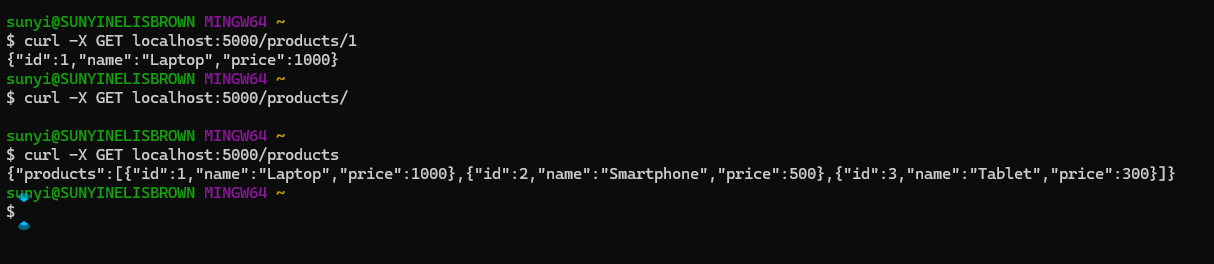 sunyi@SUNYINELISBROWN MINGW64 ~
$ curl -X GET localhost:5000/products/1
{"id":1,"name":"Laptop","price":1000}
sunyi@SUNYINELISBROWN MINGW64 ~
$ curl -X GET localhost:5000/products/
sunyi@SUNYINELISBROWN MINGW64 ~
$ curl -X GET localhost:5000/products
{"products":[{"id":1,"name":"Laptop","price":1000},{"id":2,"name":"Smartphone","price":500},{"id":3,"name":"Tablet","price":300}]}
sunyi@SUNYINELISBROWN MINGW64 ~
$